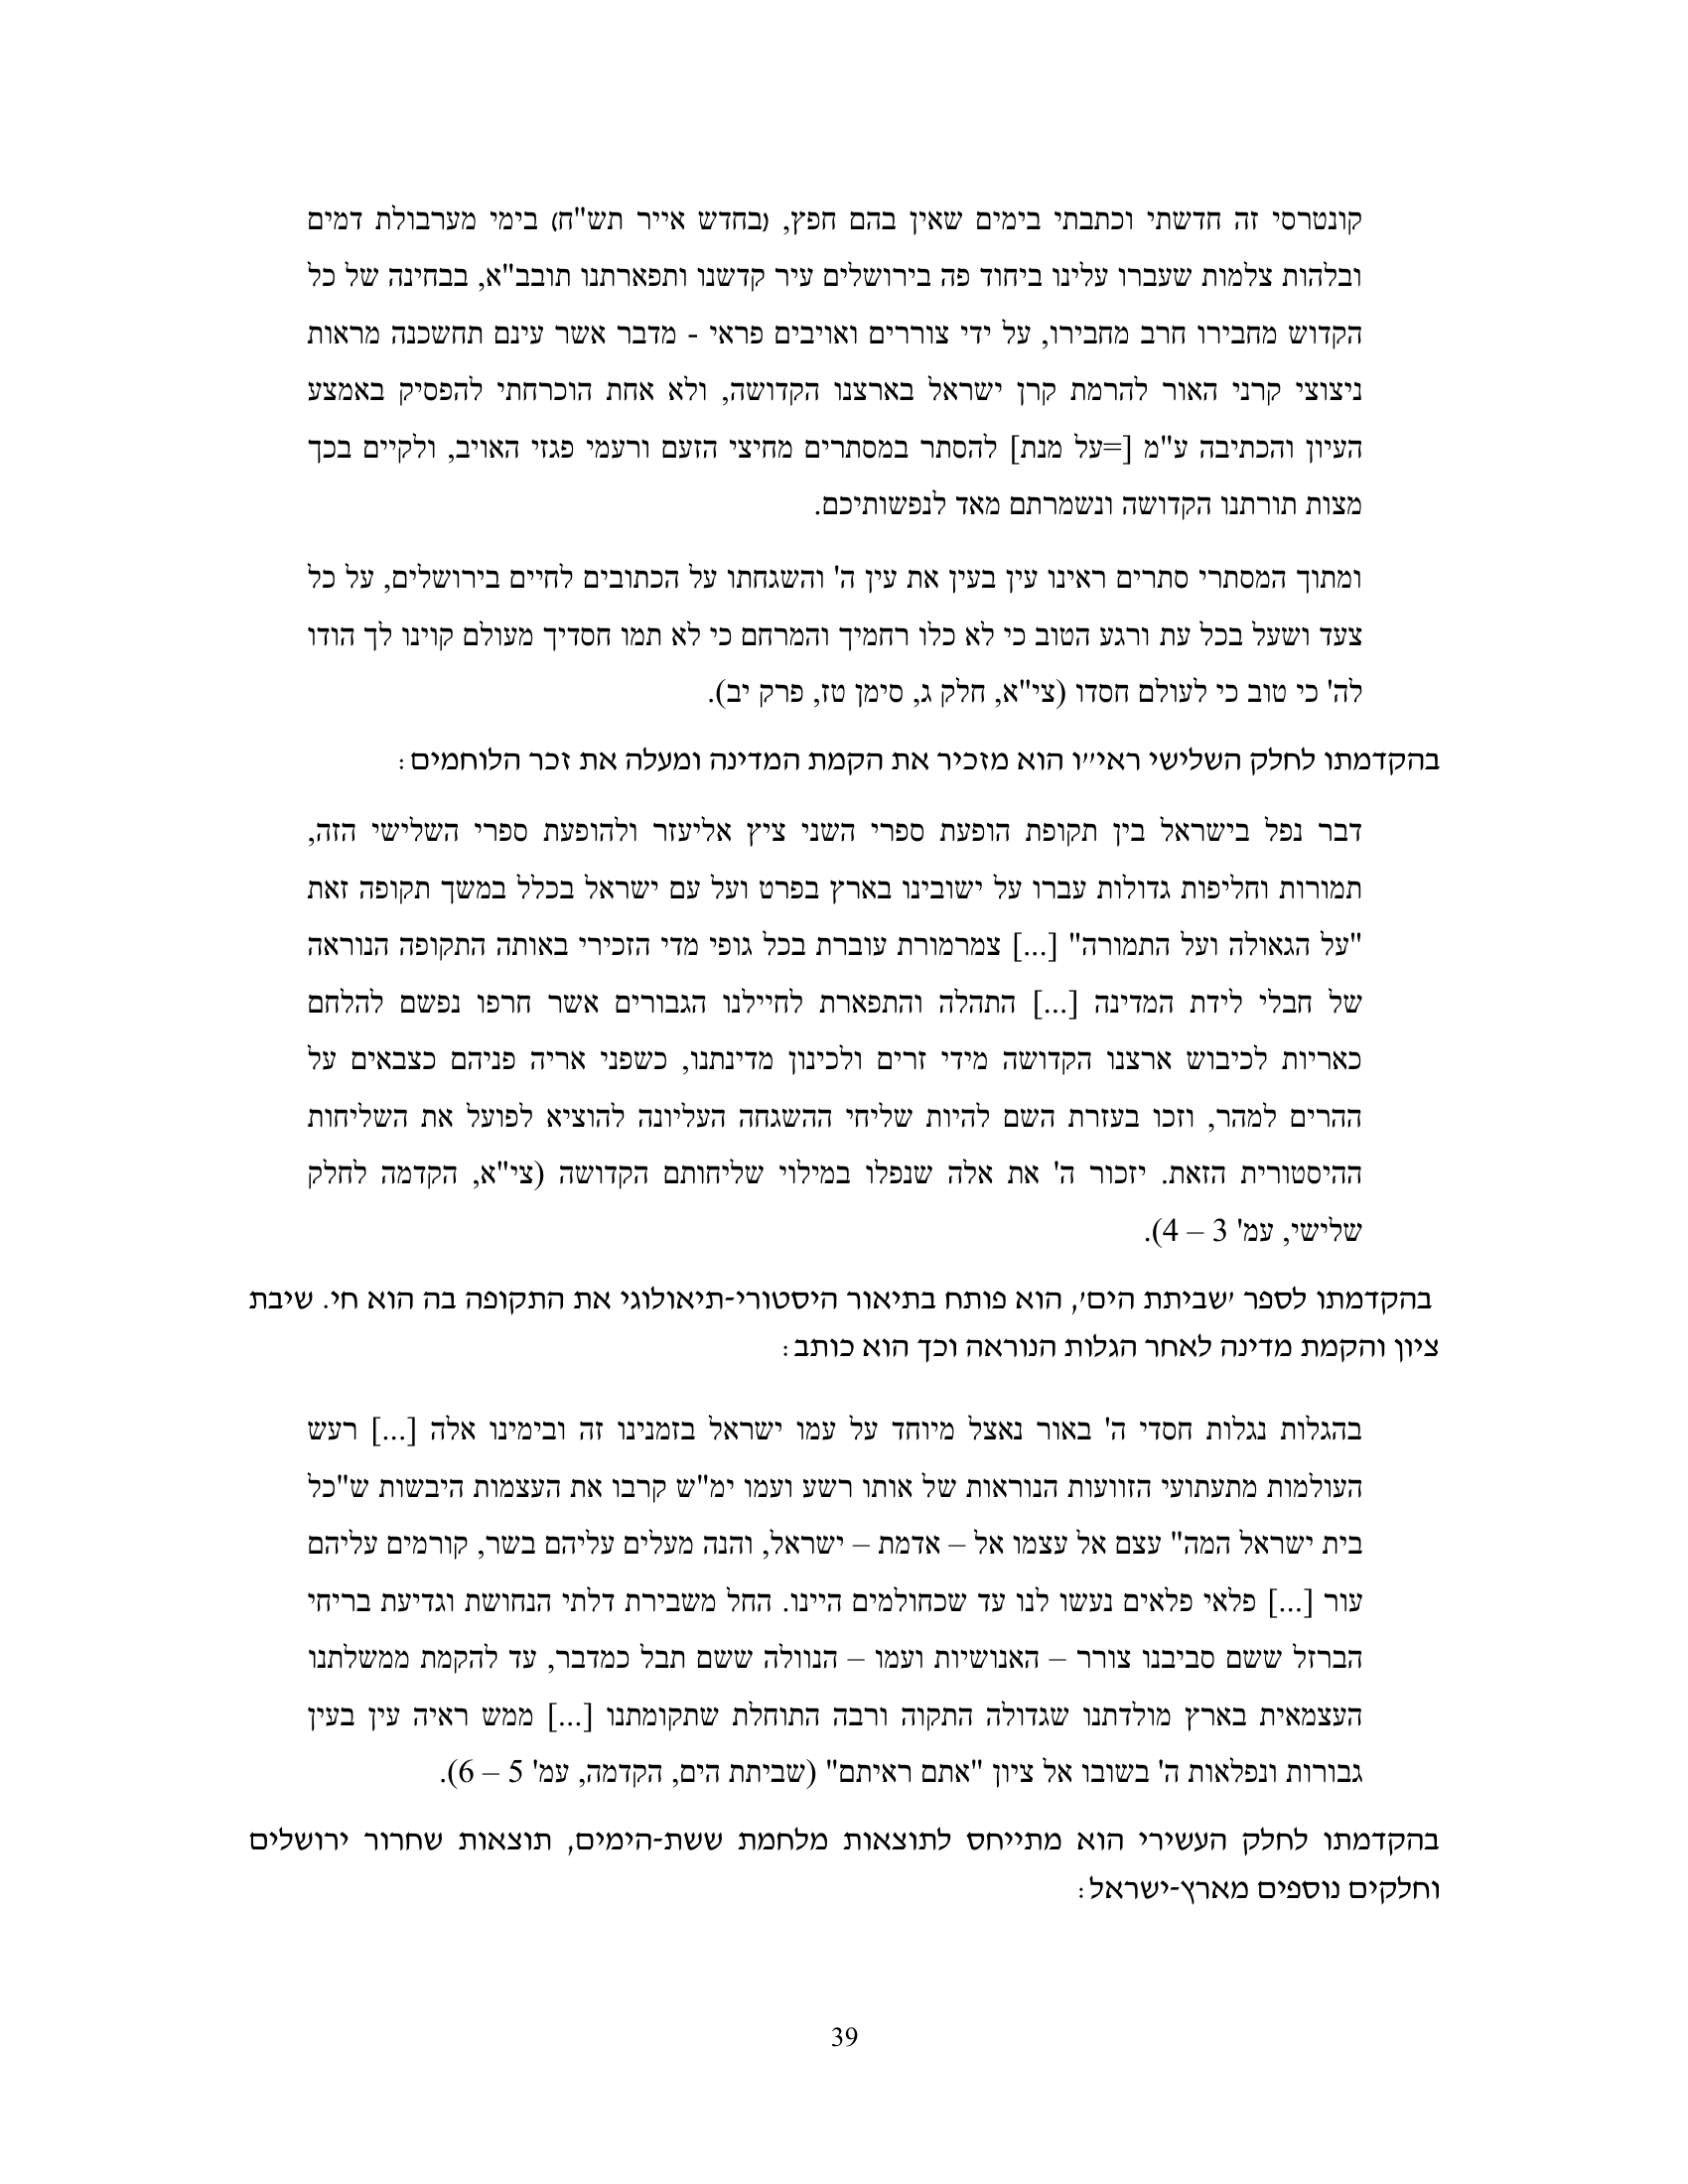 קונטרסי זה חדשתי וכתבתי בימים שאין בהם חפץ, (בחדש אייר תש"ח) בימי מערבולת דמים
ובלהות צלמות שעברו עלינו ביחוד פה בירושלים עיר קדשנו ותפארתנו תובב"א, בבחינה של כל
הקדוש מחבירו חרב מחבירו, על ידי צוררים ואויבים פראי - מדבר אשר עינם תחשכנה מראות
ניצוצי קרני האור להרמת קרן ישראל בארצנו הקדושה, ולא אחת הוכרחתי להפסיק באמצע
העיון והכתיבה ע"מ [=על מנת] להסתר במסתרים מחיצי הזעם ורעמי פגזי האויב, ולקיים בכך
מצות תורתנו הקדושה ונשמרתם מאד לנפשותיכם.
ומתוך המסתרי סתרים ראינו עין בעין את עין ה' והשגחתו על הכתובים לחיים בירושלים, על כל
צעד ושעל בכל עת ורגע הטוב כי לא כלו רחמיך והמרחם כי לא תמו חסדיך מעולם קוינו לך הודו
לה' כי טוב כי לעולם חסדו (צי"א, חלק ג, סימן טז, פרק יב).
בהקדמתו לחלק השלישי ראי״ו הוא מזכיר את הקמת המדינה ומעלה את זכר הלוחמים:
דבר נפל בישראל בין תקופת הופעת ספרי השני ציץ אליעזר ולהופעת ספרי השלישי הזה,
תמורות וחליפות גדולות עברו על ישובינו בארץ בפרט ועל עם ישראל בכלל במשך תקופה זאת
"על הגאולה ועל התמורה" [...] צמרמורת עוברת בכל גופי מדי הזכירי באותה התקופה הנוראה
של חבלי לידת המדינה [...] התהלה והתפארת לחיילנו הגבורים אשר חרפו נפשם להלחם
כאריות לכיבוש ארצנו הקדושה מידי זרים ולכינון מדינתנו, כשפני אריה פניהם כצבאים על
ההרים למהר, וזכו בעזרת השם להיות שליחי ההשגחה העליונה להוציא לפועל את השליחות
ההיסטורית הזאת. יזכור ה' את אלה שנפלו במילוי שליחותם הקדושה (צי"א, הקדמה לחלק
שלישי, עמ' 3 – 4).
בהקדמתו לספר ׳שביתת הים׳, הוא פותח בתיאור היסטורי-תיאולוגי את התקופה בה הוא חי. שיבת
ציון והקמת מדינה לאחר הגלות הנוראה וכך הוא כותב:
בהגלות נגלות חסדי ה' באור נאצל מיוחד על עמו ישראל בזמנינו זה ובימינו אלה [...] רעש
העולמות מתעתועי הזוועות הנוראות של אותו רשע ועמו ימ"ש קרבו את העצמות היבשות ש"כל
בית ישראל המה" עצם אל עצמו אל – אדמת – ישראל, והנה מעלים עליהם בשר, קורמים עליהם
עור [...] פלאי פלאים נעשו לנו עד שכחולמים היינו. החל משבירת דלתי הנחושת וגדיעת בריחי
הברזל ששם סביבנו צורר – האנושיות ועמו – הנוולה ששם תבל כמדבר, עד להקמת ממשלתנו
העצמאית בארץ מולדתנו שגדולה התקוה ורבה התוחלת שתקומתנו [...] ממש ראיה עין בעין
גבורות ונפלאות ה' בשובו אל ציון "אתם ראיתם" (שביתת הים, הקדמה, עמ' 5 – 6).
בהקדמתו לחלק העשירי הוא מתייחס לתוצאות מלחמת ששת-הימים, תוצאות שחרור ירושלים
וחלקים נוספים מארץ-ישראל:
39